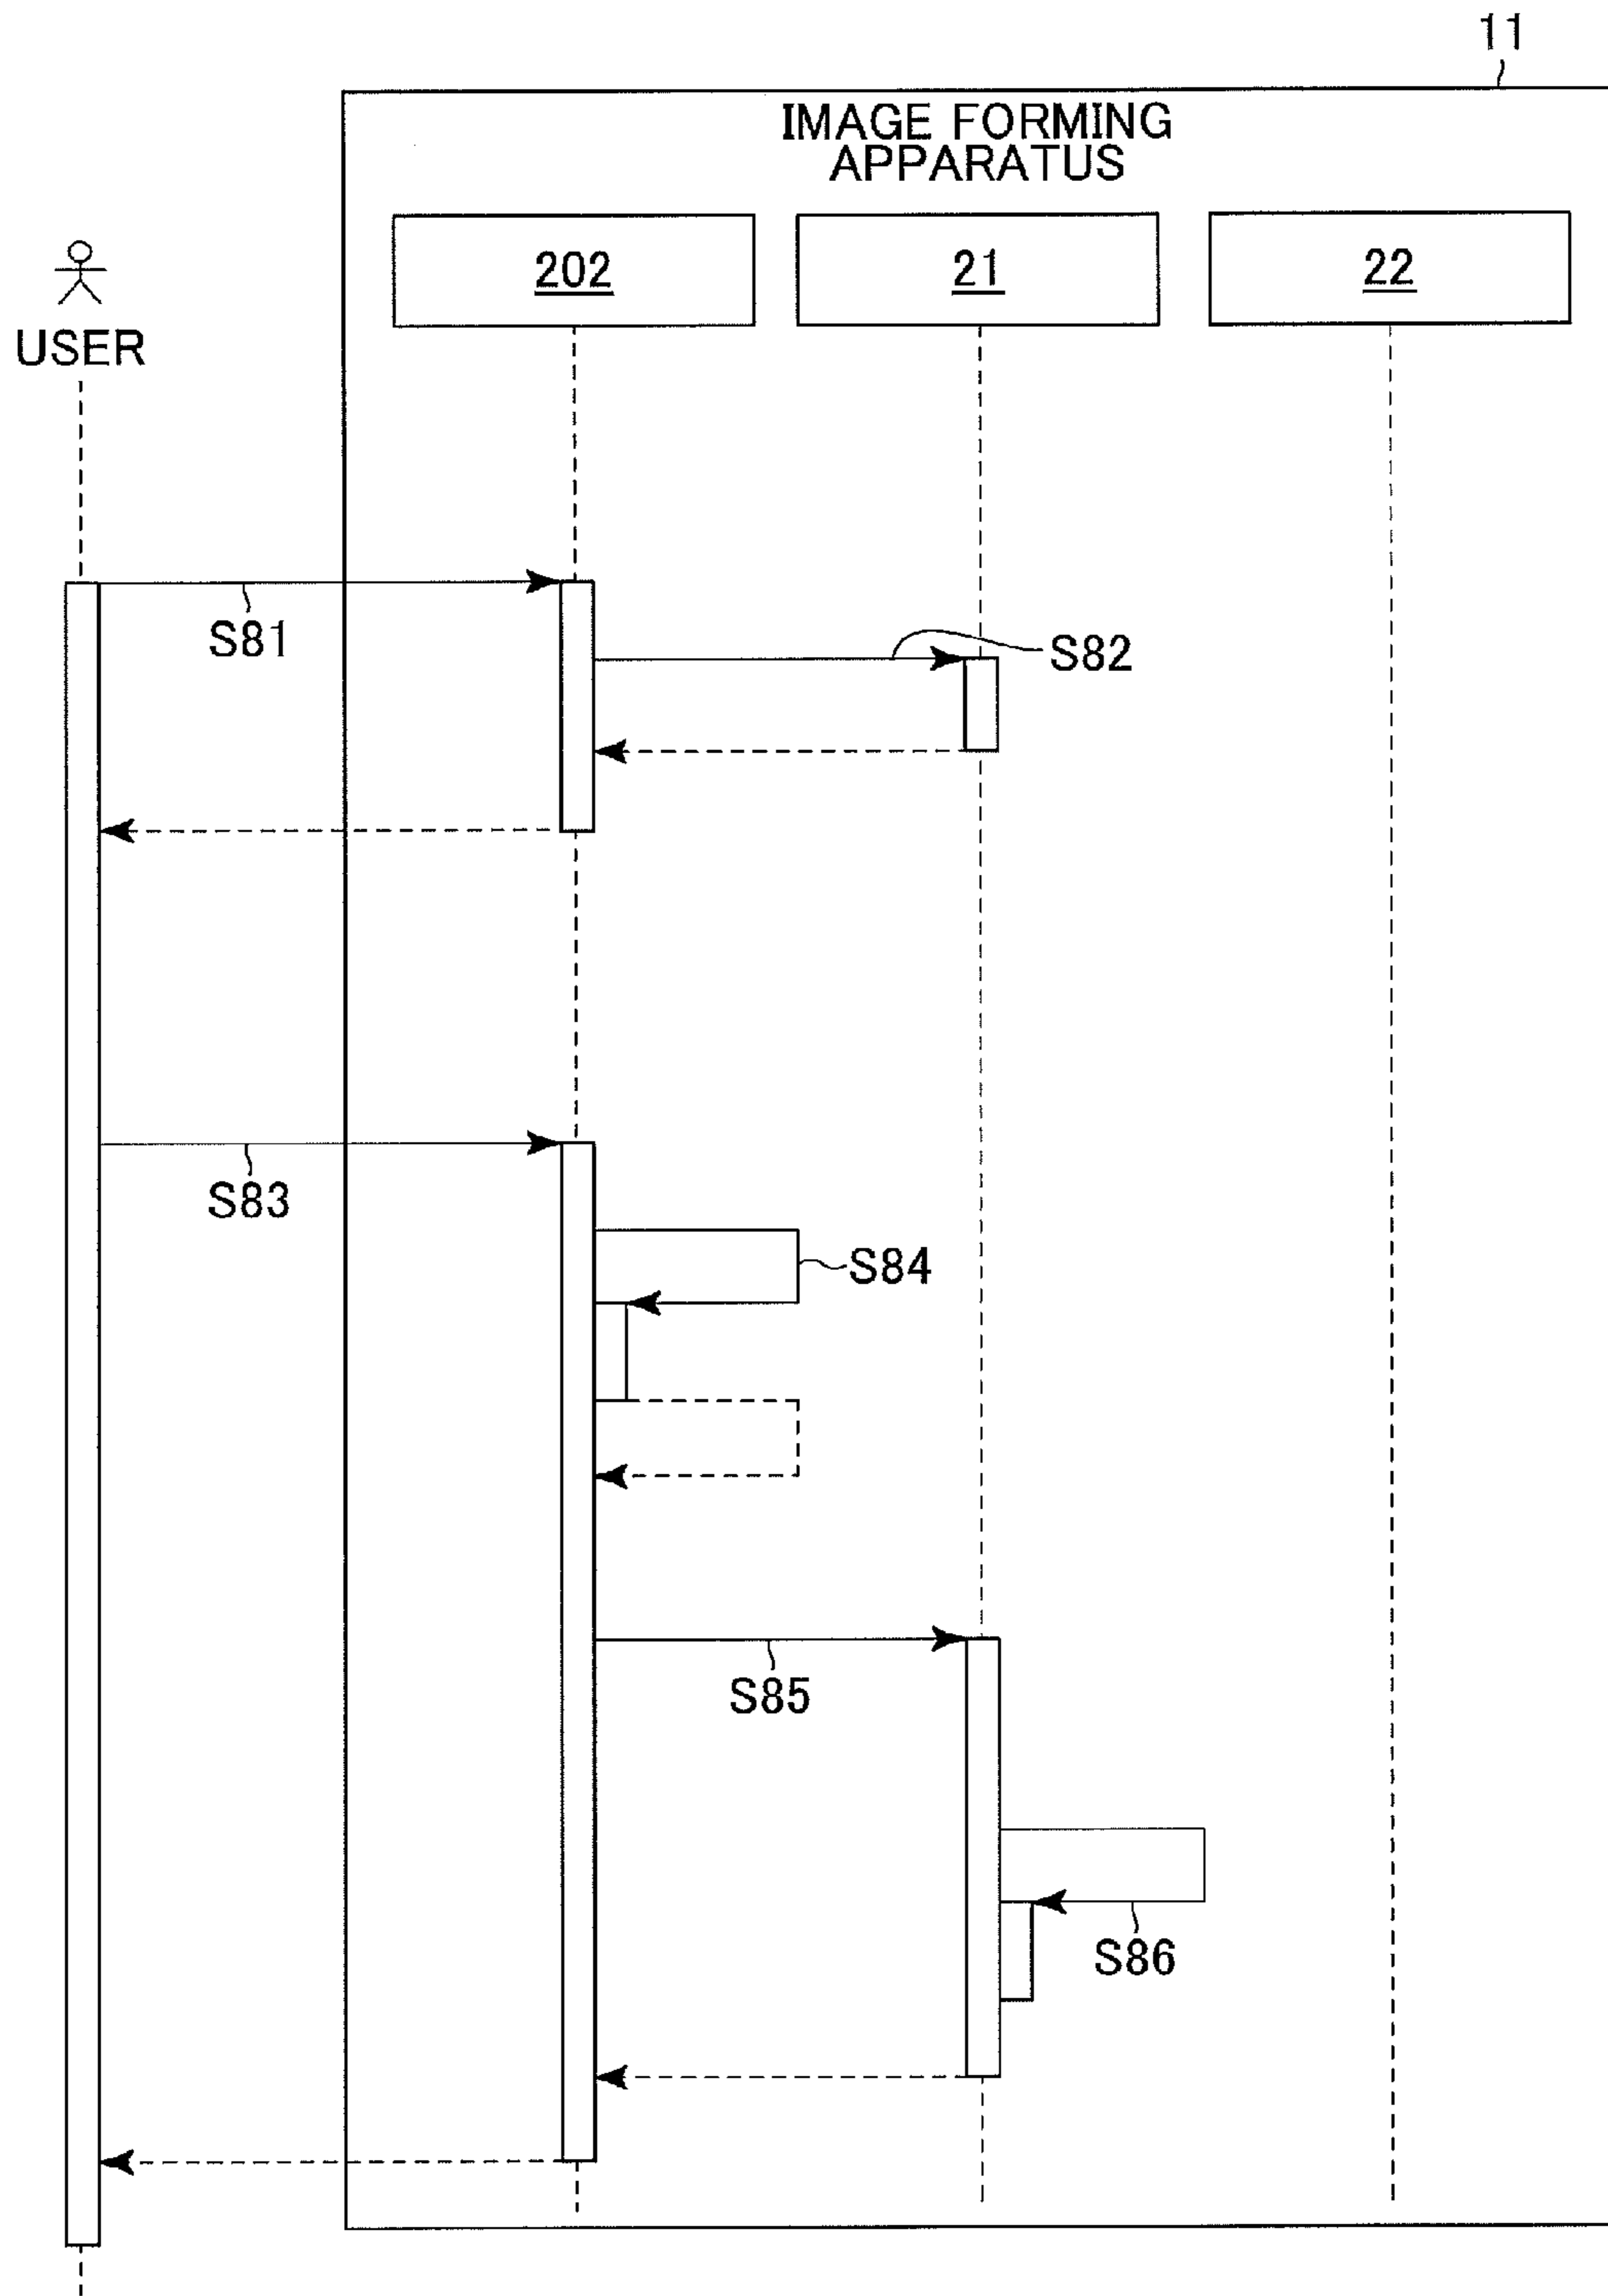 11
IMAGE FORMING
APPARATUS
202
21
22
USER
S81
S82
S83
S84
S85
S86